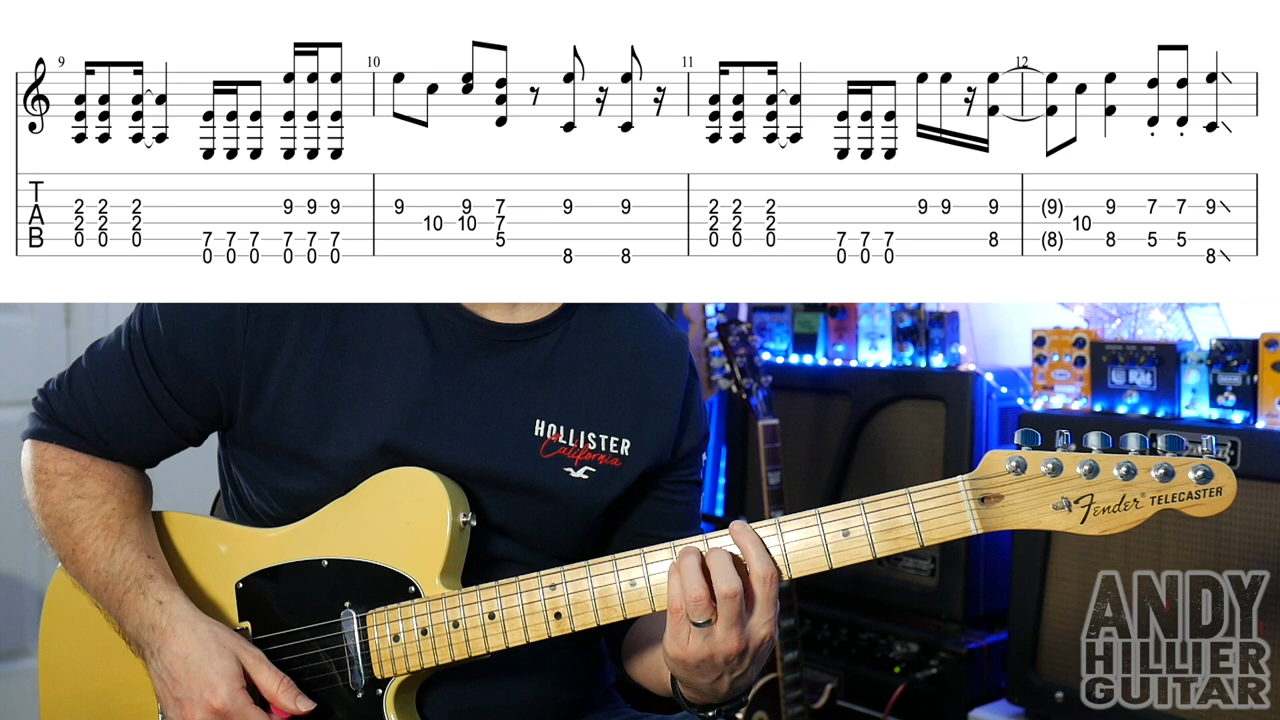 9 10 11 12
T
2 2 2 9 9 9 9 9 7 9 9 2 2 2 9 9 9 (9) 9 7 7 9
A
2 2 2 10 10 7 2 2 2 10
B
0 0 0 7 7 7 7 7 7 5 0 0 0 7 7 7 8 (8) 8 5 5
0 0 0 0 0 0 8 8 0 0 0 8
HOLLISTER
California
Fender TELECASTER
ANDY
HILLIER
GUITAR